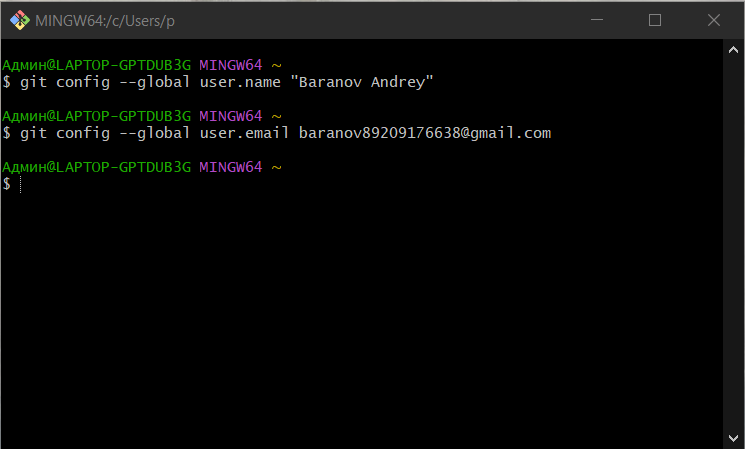 MINGW64:/c/Users/p
Админ@LAPTOP-GPTDUB3G MINGW64 ~
$ git config --global user.name "Baranov Andrey"
Админ@LAPTOP-GPTDUB3G MINGW64 ~
$ git config --global user.email baranov89209176638@gmail.com
Админ@LAPTOP-GPTDUB3G MINGW64 ~
$